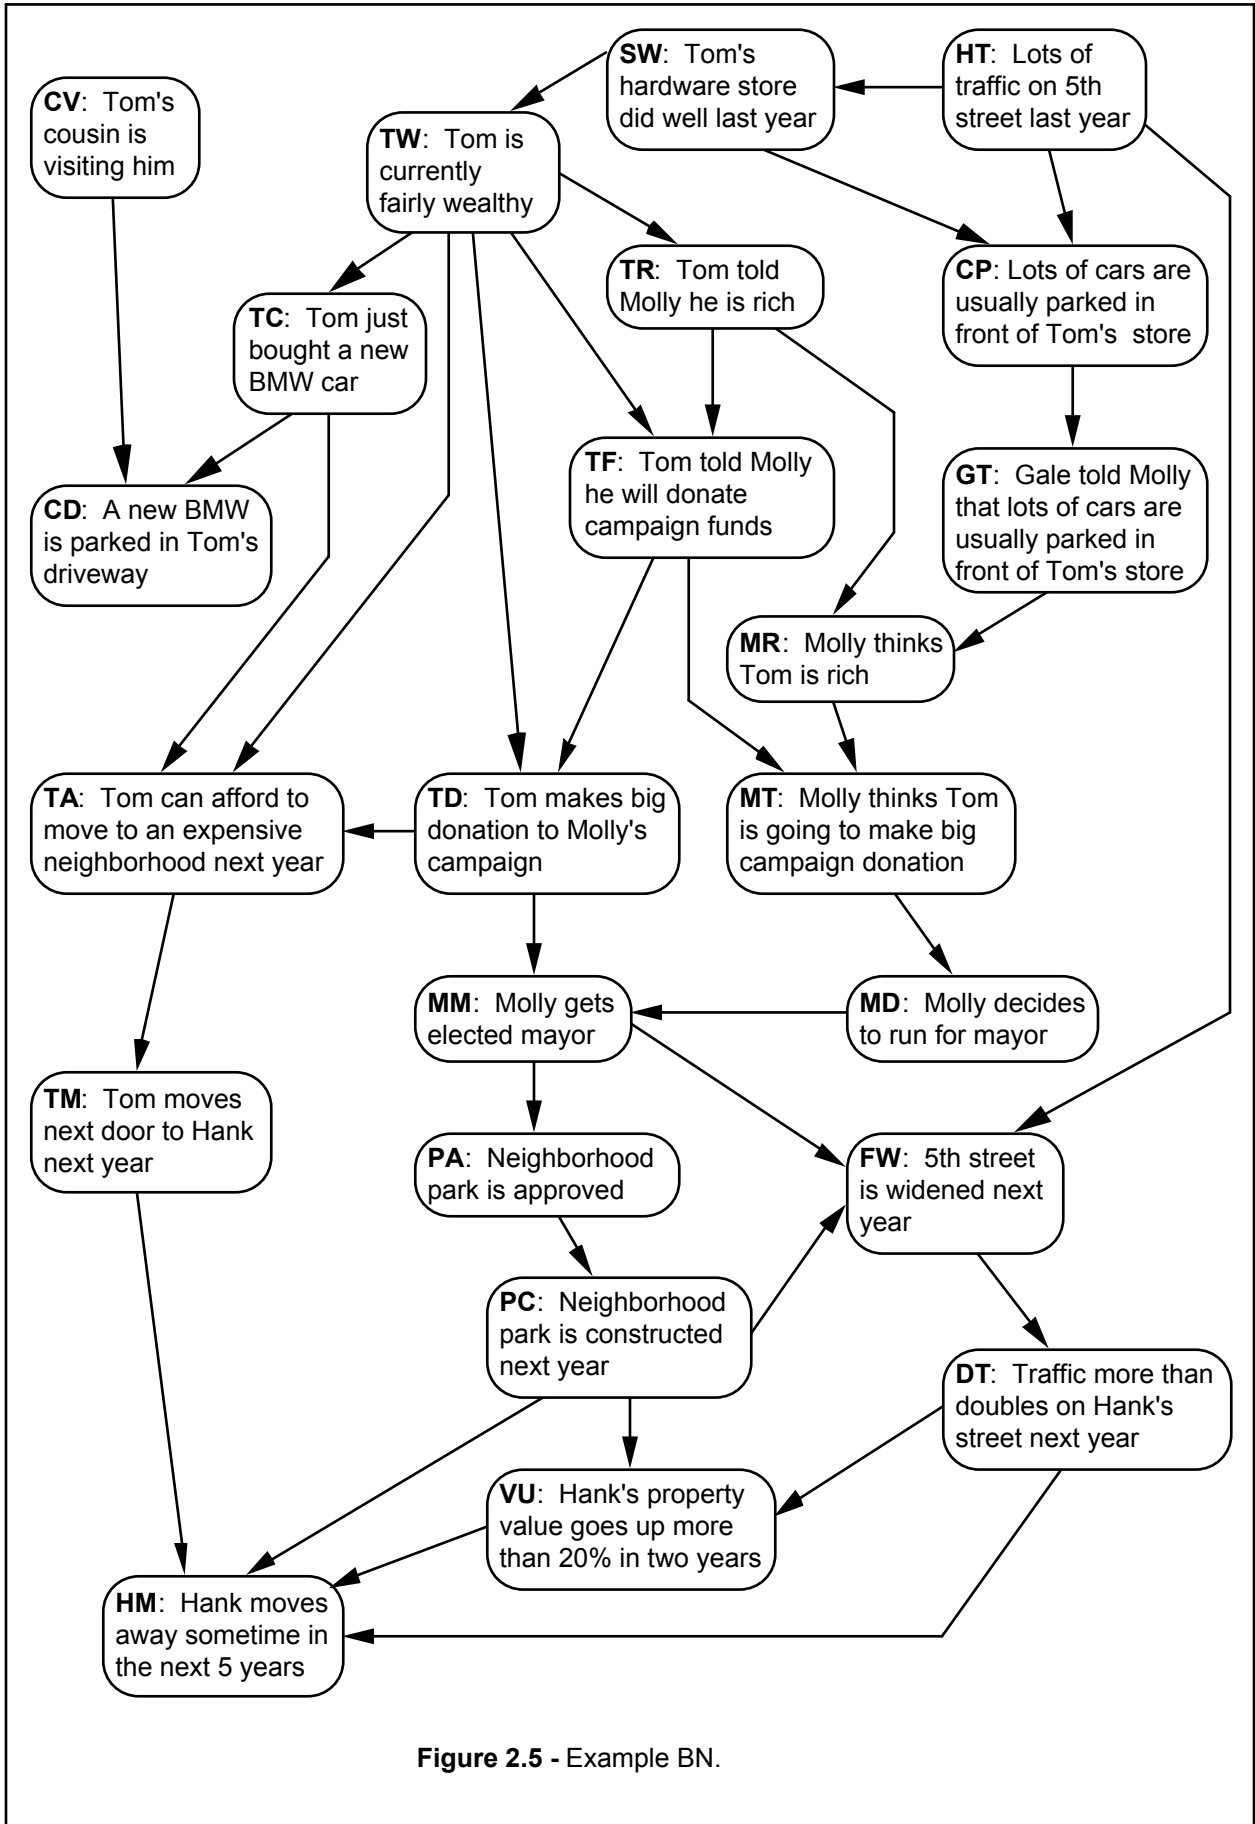 SW: Tom's
hardware store
did well last year
HT: Lots of
traffic on 5th
street last year
CV: Tom's
cousin is
visiting him
TW: Tom is
currently
fairly wealthy
TR: Tom told
Molly he is rich
CP: Lots of cars are
usually parked in
front of Tom's store
TC: Tom just
bought a new
BMW car
TF: Tom told Molly
he will donate
campaign funds
GT: Gale told Molly
that lots of cars are
usually parked in
front of Tom's store
CD: A new BMW
is parked in Tom's
driveway
MR: Molly thinks
Tom is rich
TA: Tom can afford to
move to an expensive
neighborhood next year
TD: Tom makes big
donation to Molly's
campaign
MT: Molly thinks Tom
is going to make big
campaign donation
MM: Molly gets
elected mayor
MD: Molly decides
to run for mayor
TM: Tom moves
next door to Hank
next year
PA: Neighborhood
park is approved
FW: 5th street
is widened next
year
PC: Neighborhood
park is constructed
next year
DT: Traffic more than
doubles on Hank's
street next year
VU: Hank's property
value goes up more
than 20% in two years
HM: Hank moves
away sometime in
the next 5 years
Figure 2.5 - Example BN.